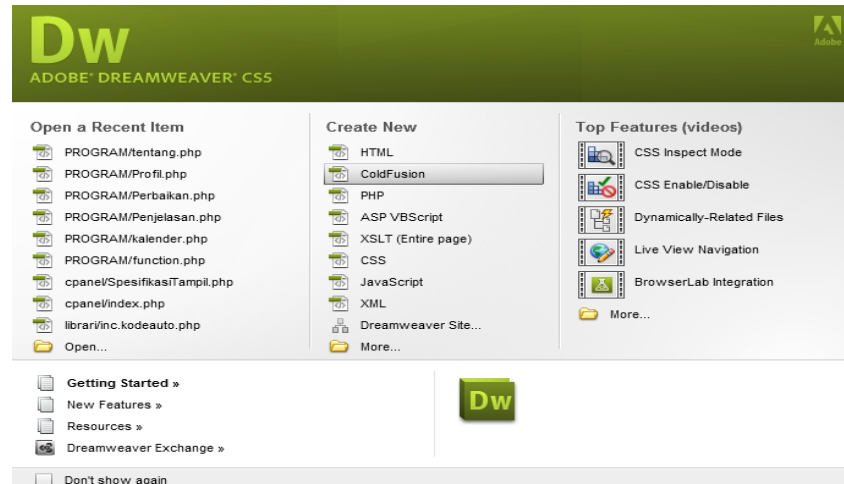 Dw
ADOBE® DREAMWEAVER® CS5
Adobe
Open a Recent Item
PROGRAM/tentang.php
PROGRAM/Profil.php
PROGRAM/Perbaikan.php
PROGRAM/Penjelasan.php
PROGRAM/kalender.php
PROGRAM/function.php
cpanel/SpesifikasiTampil.php
cpanel/index.php
librari/inc.kodeauto.php
Open...
Create New
HTML
ColdFusion
PHP
ASP VBScript
XSLT (Entire page)
CSS
JavaScript
XML
Dreamweaver Site...
More...
Top Features (videos)
CSS Inspect Mode
CSS Enable/Disable
Dynamically-Related Files
Live View Navigation
BrowserLab Integration
More...
Getting Started »
New Features »
Resources »
Dreamweaver Exchange »
Dw
Don't show again